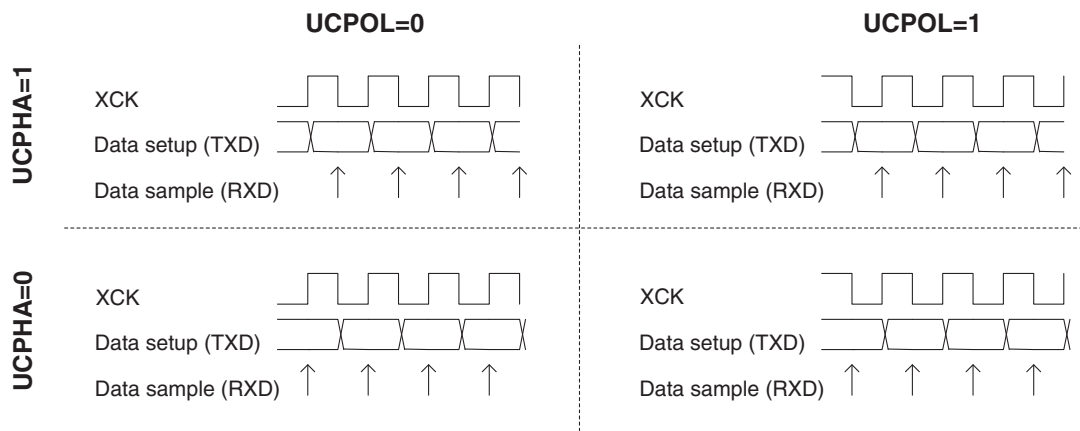 UCPOL=0
UCPOL=1
UCPHA=1
XCK
Data setup (TXD)
Data sample (RXD)
XCK
Data setup (TXD)
Data sample (RXD)
UCPHA=0
XCK
Data setup (TXD)
Data sample (RXD)
XCK
Data setup (TXD)
Data sample (RXD)